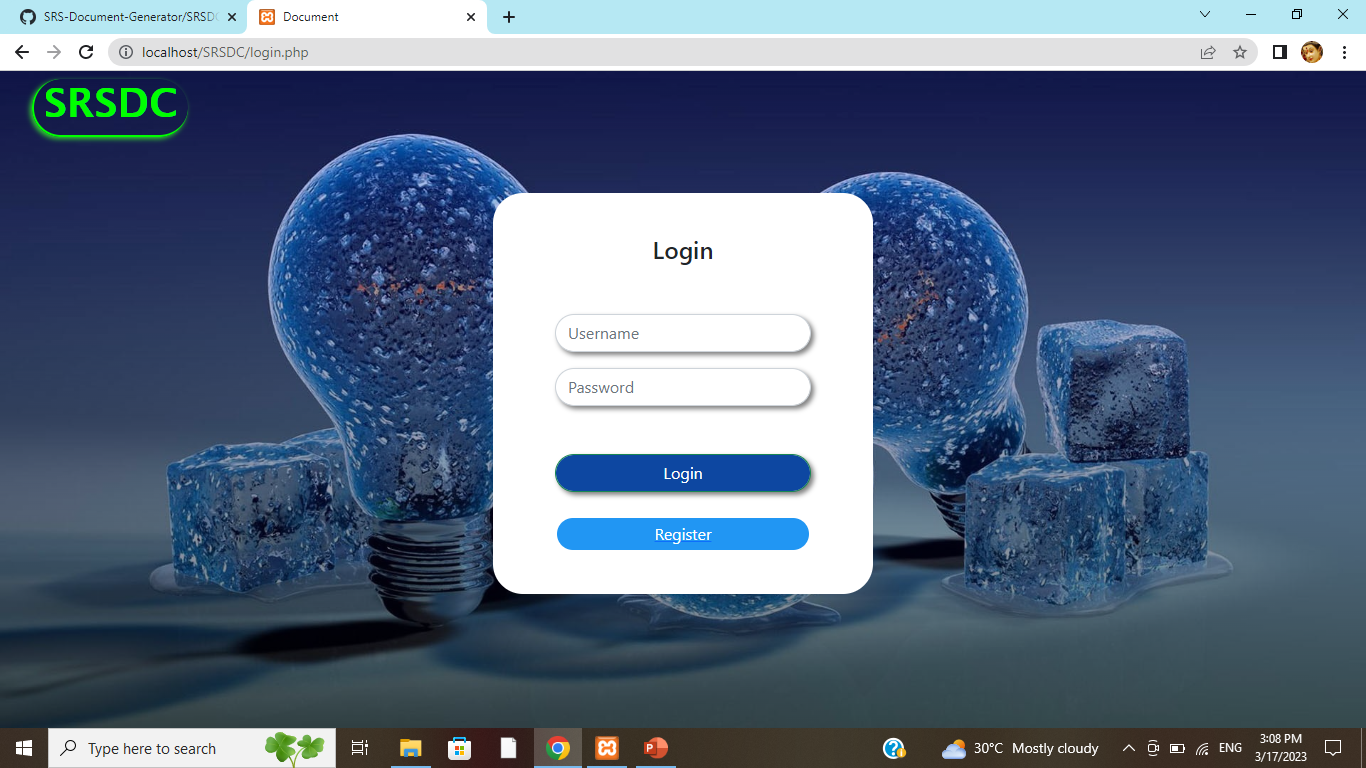 SRS-Document-Generator/SRSDC
Document
localhost/SRSDC/login.php
SRSDC
Login
Username
Password
Login
Register
Type here to search
30°C Mostly cloudy
ENG
3:08 PM
3/17/2023